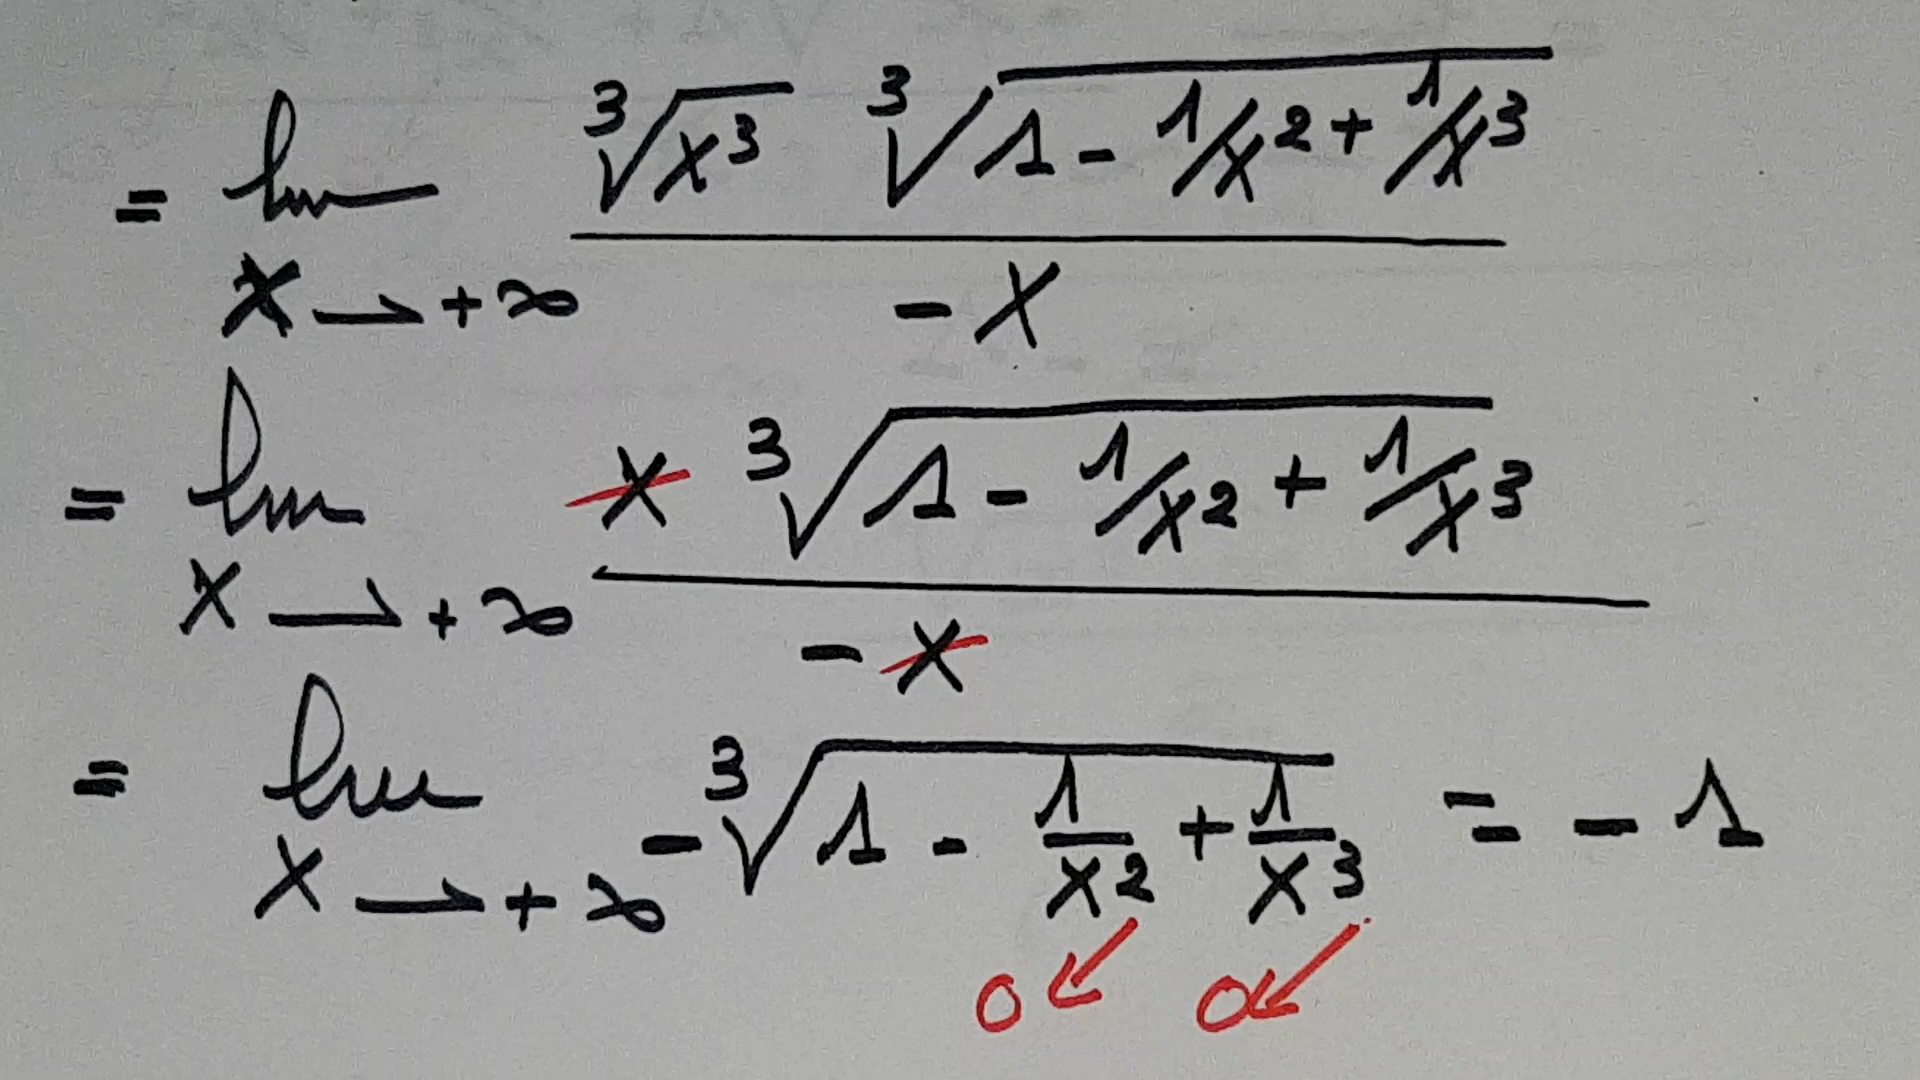 = lim x → +∞ ∛x³ ∛(1 - 1/x² + 1/x³) / -x
= lim x → +∞ x ∛(1 - 1/x² + 1/x³) / -x
= lim x → +∞ -∛(1 - 1/x² + 1/x³) = -1
0 0